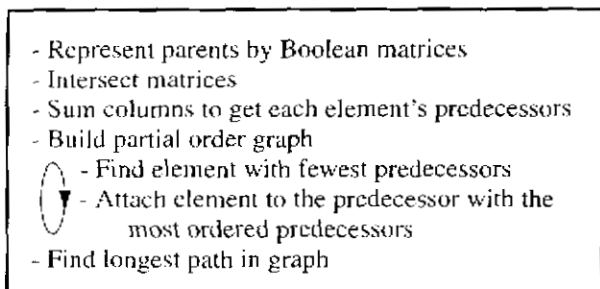 - Represent parents by Boolean matrices
- Intersect matrices
- Sum columns to get each element's predecessors
- Build partial order graph
- Find element with fewest predecessors
- Attach element to the predecessor with the
most ordered predecessors
- Find longest path in graph